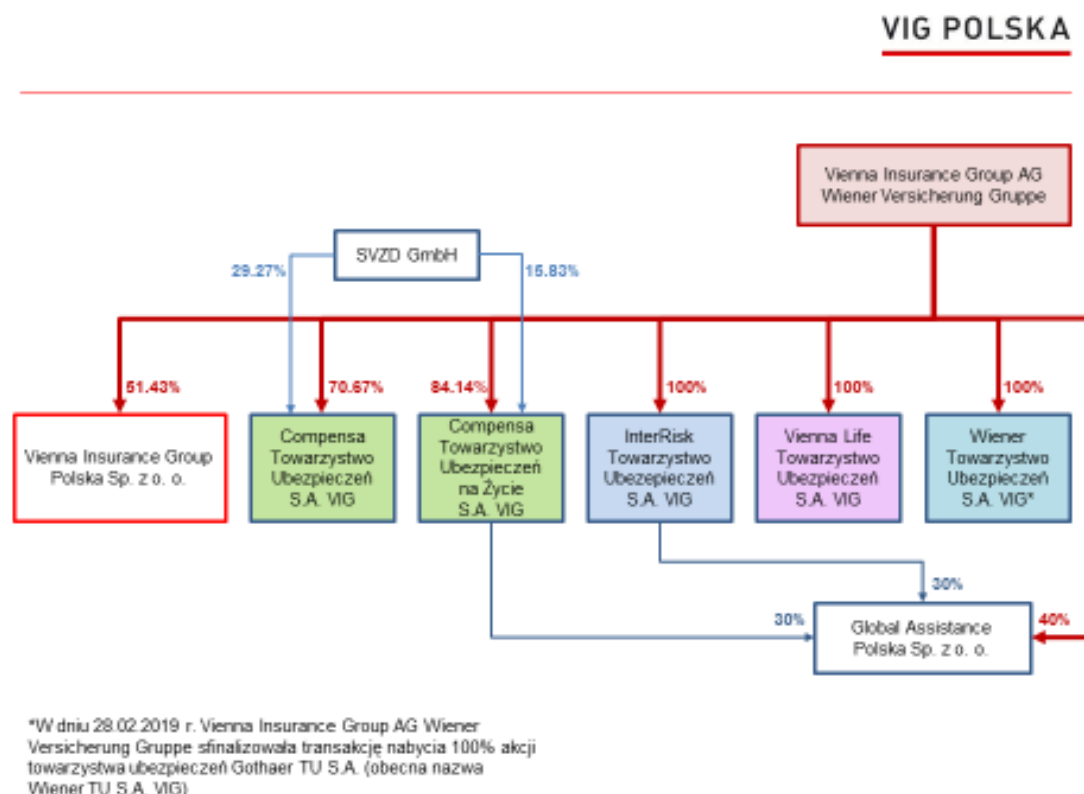 VIG POLSKA
Vienna Insurance Group AG
Wiener Versicherung Gruppe
SVZD GmbH
29.27%
15.83%
51.43%
70.67%
84.14%
100%
100%
100%
Vienna Insurance Group
Polska Sp. z o. o.
Compensa
Towarzystwo
Ubezpieczeń
S.A. VIG
Compensa
Towarzystwo
Ubezpieczeń
na Życie
S.A. VIG
InterRisk
Towarzystwo
Ubezepieczeń
S.A. VIG
Vienna Life
Towarzystwo
Ubezpieczeń
S.A. VIG
Wiener
Towarzystwo
Ubezpieczeń
S.A. VIG*
30%
30%
40%
Global Assistance
Polska Sp. z o. o.
*W dniu 28.02.2019 r. Vienna Insurance Group AG Wiener
Versicherung Gruppe sfinalizowała transakcję nabycia 100% akcji
towarzystwa ubezpieczeń Gothaer TU S.A. (obecna nazwa
Wiener TU S.A. VIG)